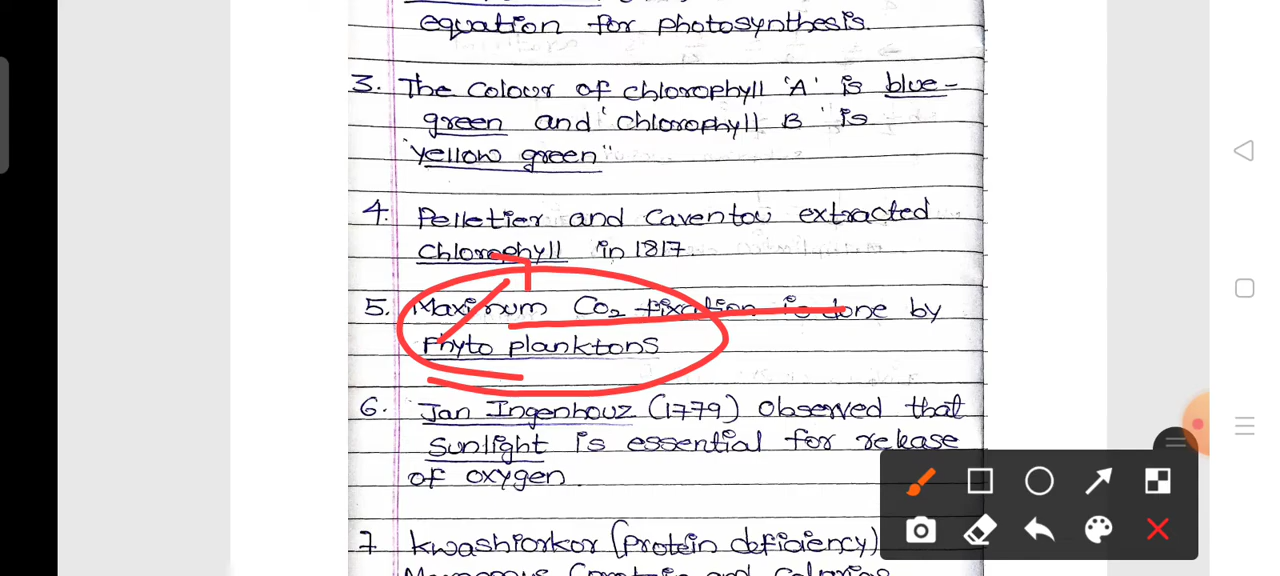 equation for photosynthesis.
3. The colour of chlorophyll 'A' is blue-
green and 'chlorophyll B' is
"yellow green"
4. Pelletier and Caventou extracted
chlorophyll in 1817.
5. Maximum CO2 fixation is done by
Phyto planktons
6. Jan Ingenhouz (1779) observed that
sunlight is essential for release
of oxygen.
7 Kwashiorkor (protein deficiency)